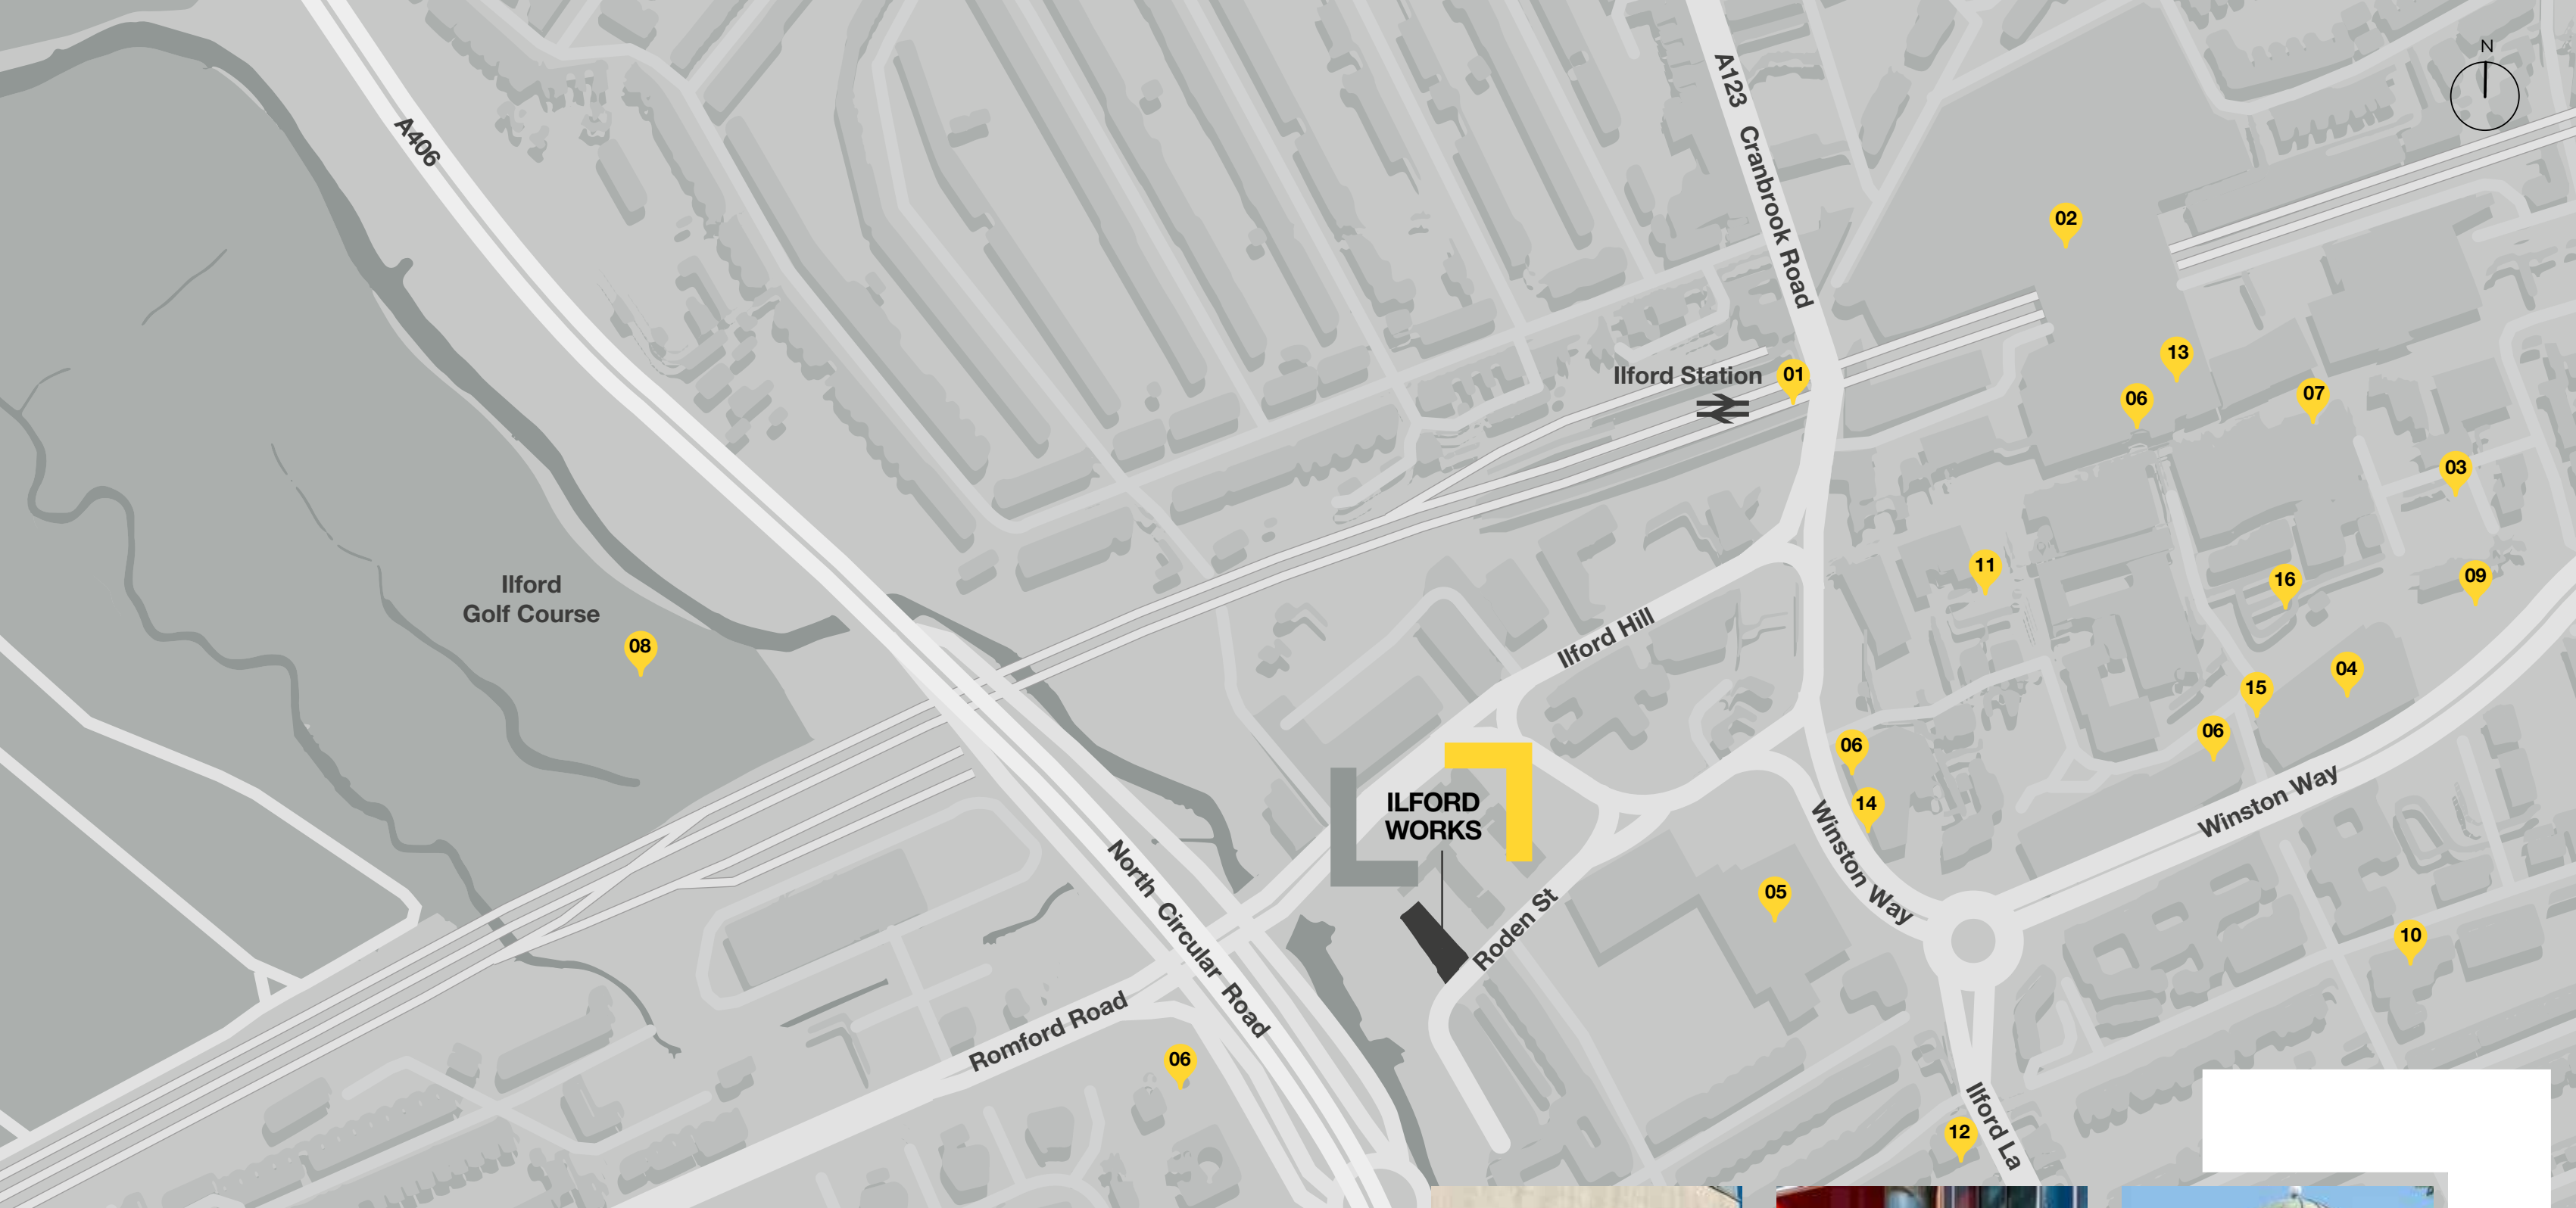 N
A406
A123 Cranbrook Road
02
Ilford Station
01
13
06
07
03
Ilford
Golf Course
08
11
16
09
Ilford Hill
04
15
06
06
14
ILFORD
WORKS
Winston Way
Winston Way
North Circular Road
05
Roden St
10
Romford Road
06
12
Ilford La